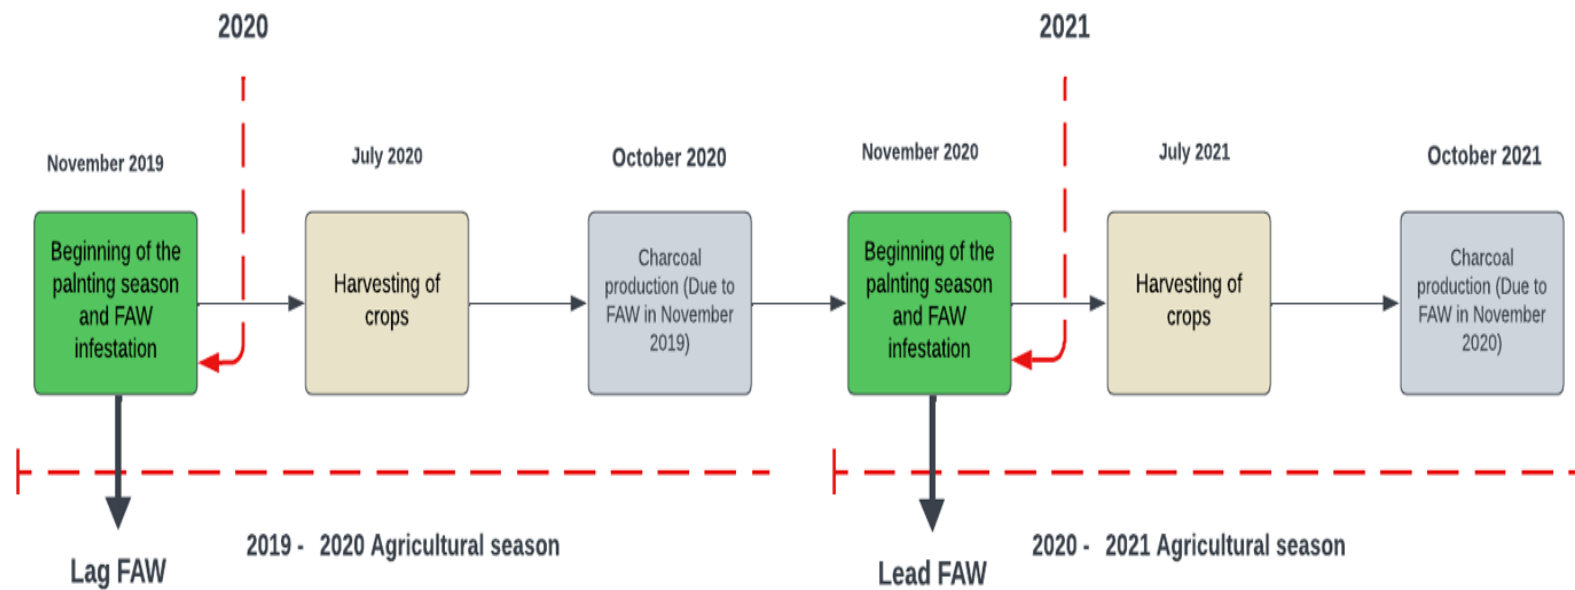 2020
2021
November 2019
July 2020
October 2020
November 2020
July 2021
October 2021
Beginning of the
palnting season
and FAW
infestation
Harvesting of
crops
Charcoal
production (Due to
FAW in November
2019)
Beginning of the
palnting season
and FAW
infestation
Harvesting of
crops
Charcoal
production (Due to
FAW in November
2020)
2019 - 2020 Agricultural season
2020 - 2021 Agricultural season
Lag FAW
Lead FAW